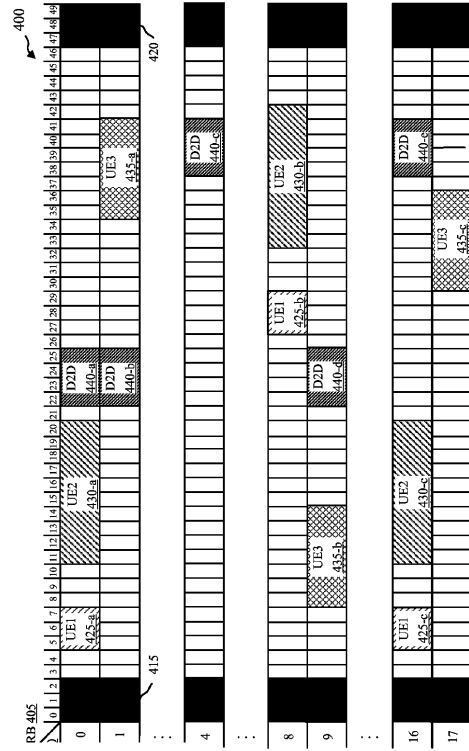 400
RB 405
0 1 2 3 4 5 6 7 8 9 10 11 12 13 14 15 16 17 18 19 20 21 22 23 24 25 26 27 28 29 30 31 32 33 34 35 36 37 38 39 40 41 42 43 44 45 46 47 48 49
0
UE1
425-a
UE2
430-a
D2D
440-a
1
D2D
440-b
UE3
435-a
415
420
4
D2D
440-c
8
UE1
425-b
UE2
430-b
9
UE3
435-b
D2D
440-d
16
UE1
425-c
UE2
430-c
D2D
440-e
17
UE3
435-c